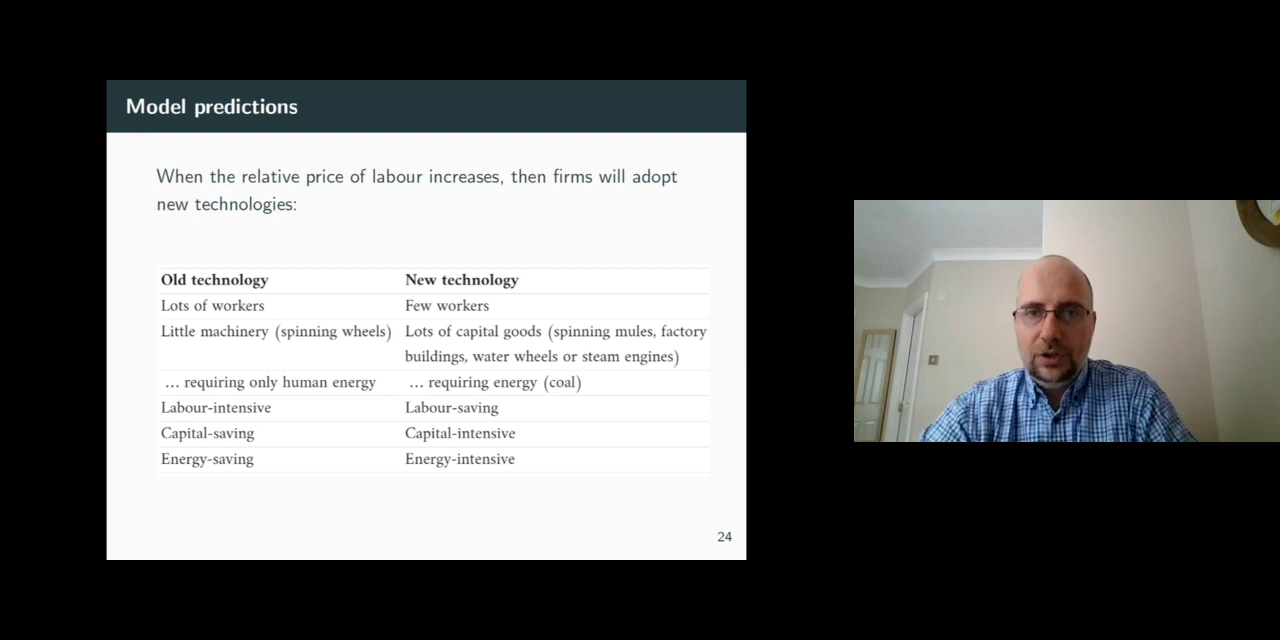 Model predictions
When the relative price of labour increases, then firms will adopt
new technologies:
Old technology New technology
Lots of workers Few workers
Little machinery (spinning wheels) Lots of capital goods (spinning mules, factory
buildings, water wheels or steam engines)
... requiring only human energy ... requiring energy (coal)
Labour-intensive Labour-saving
Capital-saving Capital-intensive
Energy-saving Energy-intensive
24